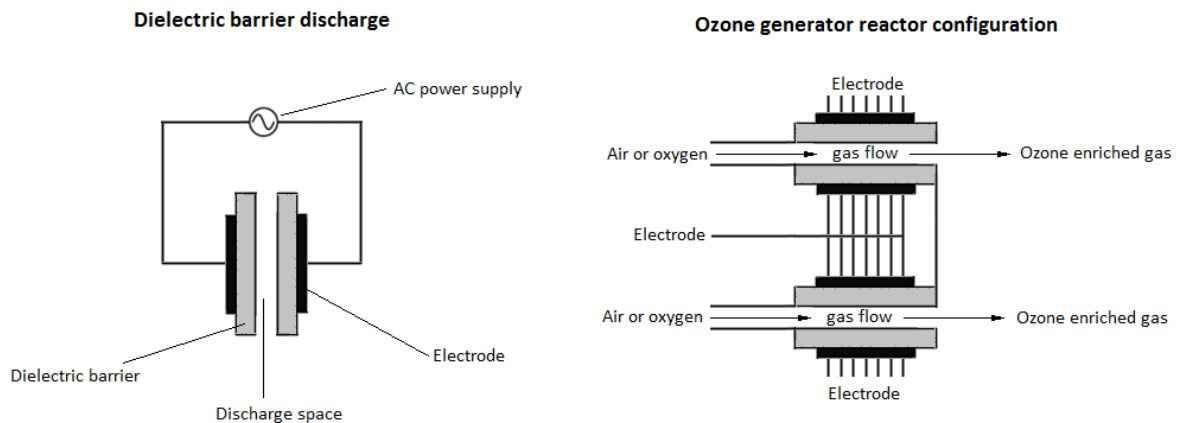 Dielectric barrier discharge
AC power supply
Electrode
Dielectric barrier
Discharge space
Ozone generator reactor configuration
Electrode
Air or oxygen
gas flow
Ozone enriched gas
Electrode
Air or oxygen
gas flow
Ozone enriched gas
Electrode